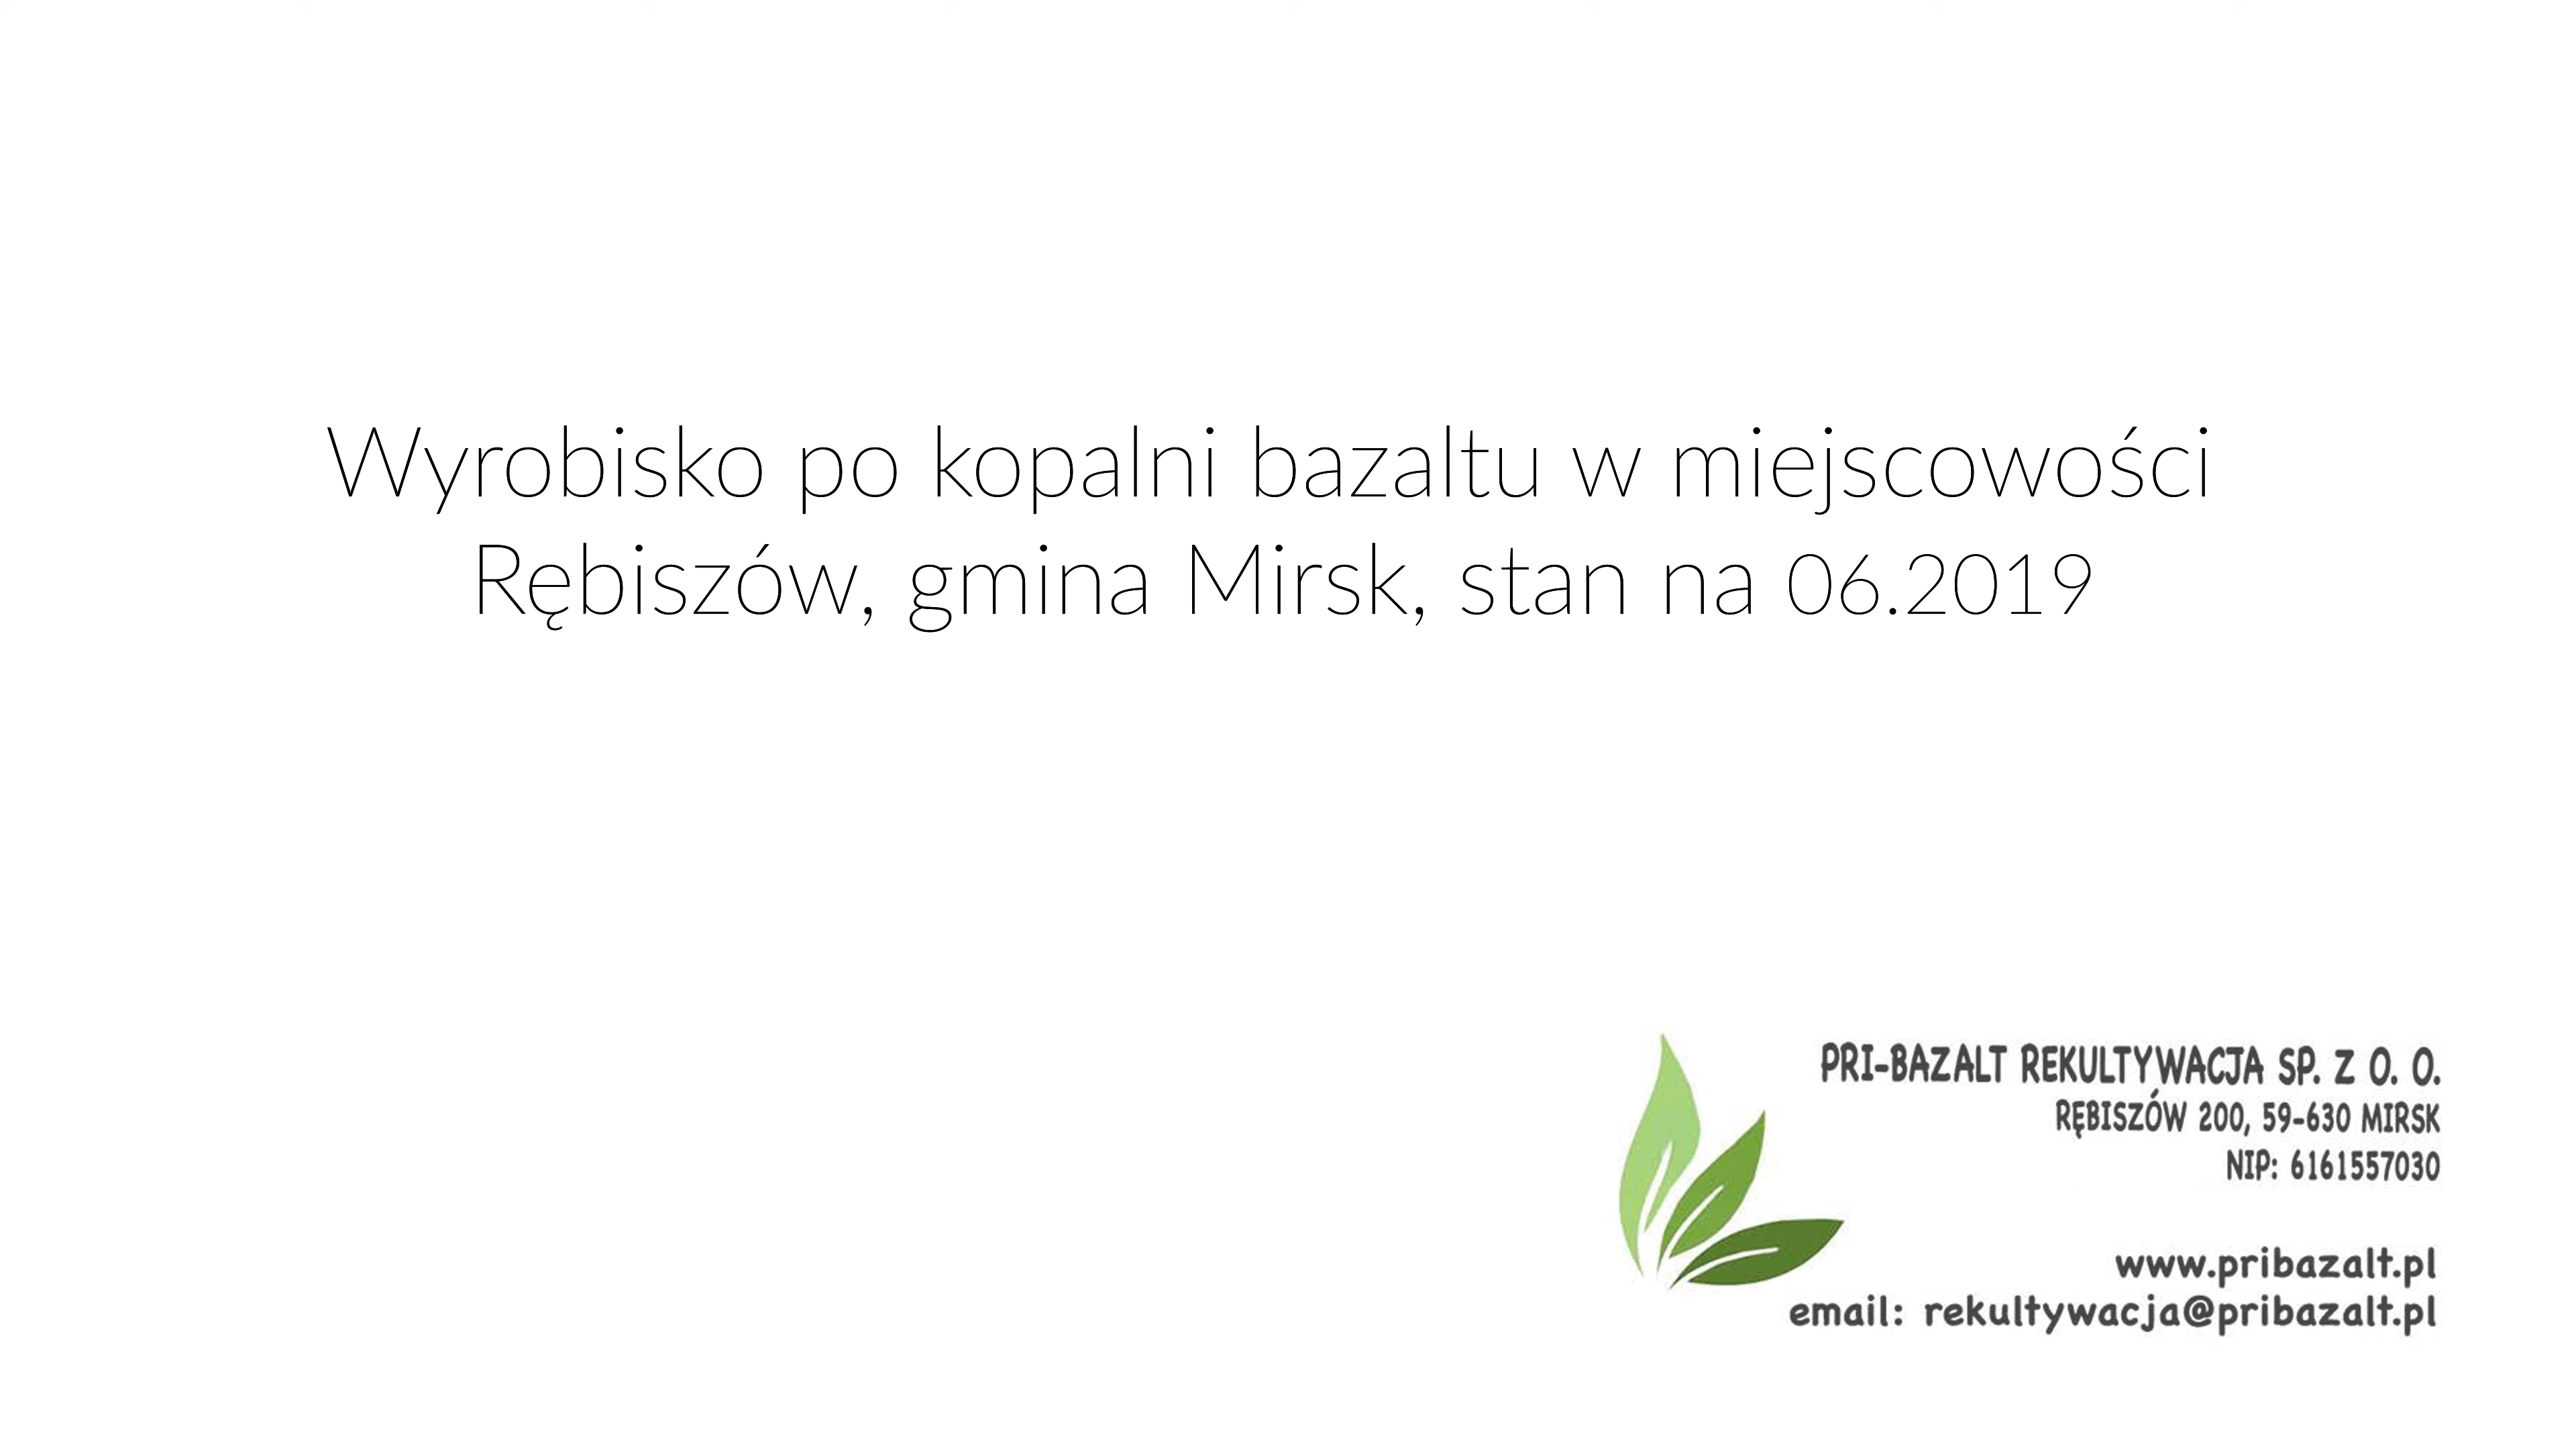 Wyrobisko po kopalni bazaltu w miejscowości
Rębiszów, gmina Mirsk, stan na 06.2019
PRI-BAZALT REKULTYWACJA SP. Z O. O.
RĘBISZÓW 200, 59-630 MIRSK
NIP: 6161557030
www.pribazalt.pl
email: rekultywacja@pribazalt.pl